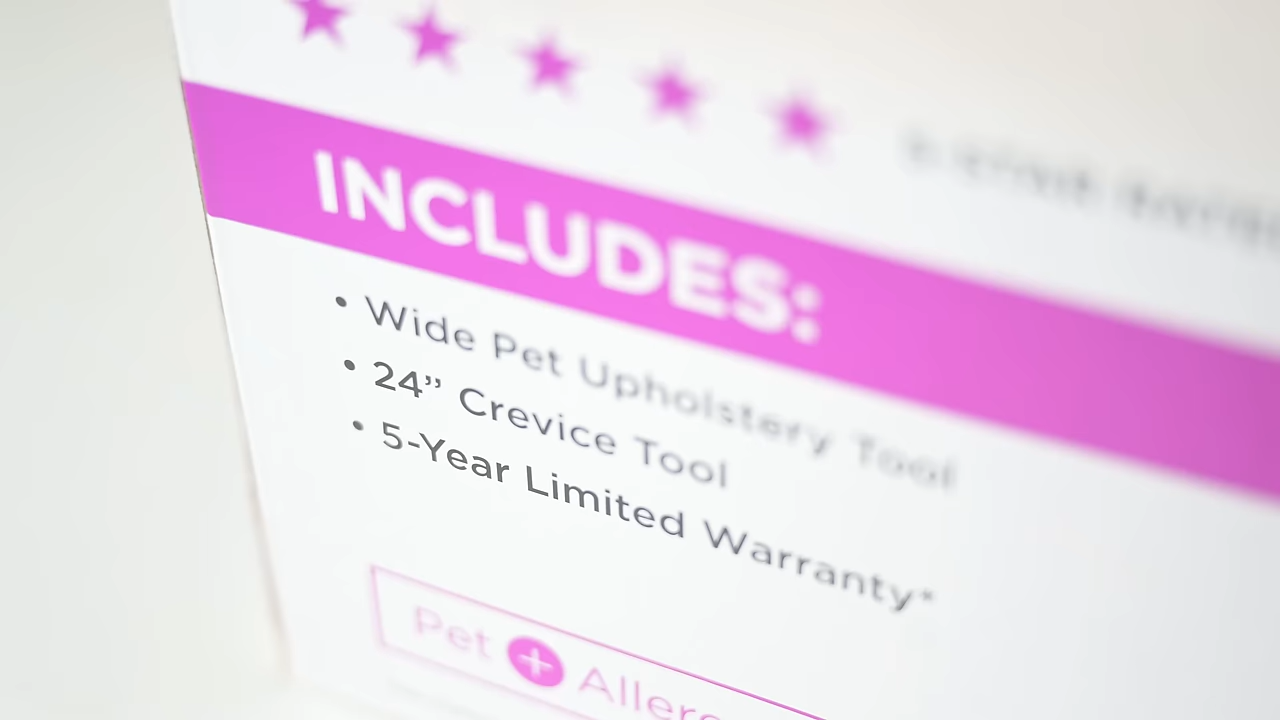 INCLUDES:
• Wide Pet Upholstery Tool
• 24” Crevice Tool
• 5-Year Limited Warranty*
Pet +